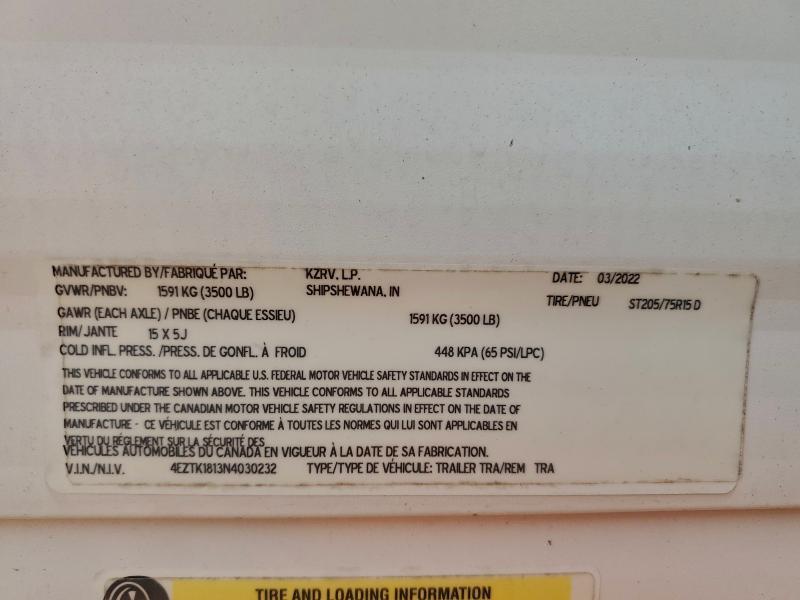 MANUFACTURED BY/FABRIQUÉ PAR: KZRV, L.P. DATE: 03/2022
GVWR/PNBV: 1591 KG (3500 LB) SHIPSHEWANA, IN TIRE/PNEU ST205/75R15 D
GAWR (EACH AXLE) / PNBE (CHAQUE ESSIEU) 1591 KG (3500 LB)
RIM/JANTE 15 X 5J
COLD INFL. PRESS. /PRESS. DE GONFL. À FROID 448 KPA (65 PSI/LPC)
THIS VEHICLE CONFORMS TO ALL APPLICABLE U.S. FEDERAL MOTOR VEHICLE SAFETY STANDARDS IN EFFECT ON THE
DATE OF MANUFACTURE SHOWN ABOVE. THIS VEHICLE CONFORMS TO ALL APPLICABLE STANDARDS
PRESCRIBED UNDER THE CANADIAN MOTOR VEHICLE SAFETY REGULATIONS IN EFFECT ON THE DATE OF
MANUFACTURE - CE VÉHICULE EST CONFORME À TOUTES LES NORMES QUI LUI SONT APPLICABLES EN
VERTU DU RÉGLEMENT SUR LA SÉCURITÉ DES
VÉHICULES AUTOMOBILES DU CANADA EN VIGUEUR À LA DATE DE SA FABRICATION.
V.I.N./N.I.V. 4EZTK1813N4030232 TYPE/TYPE DE VÉHICULE: TRAILER TRA/REM TRA
TIRE AND LOADING INFORMATION